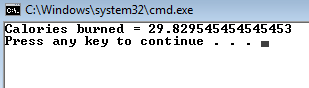 C:\Windows\system32\cmd.exe
Calories burned = 29.829545454545453
Press any key to continue . . .